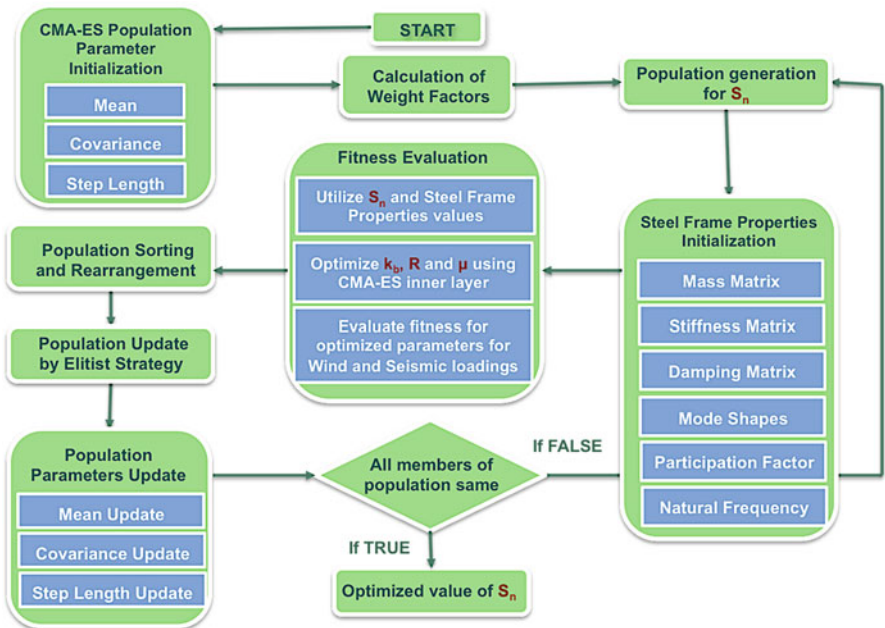 START
CMA-ES Population
Parameter
Initialization
Mean
Covariance
Step Length
Calculation of
Weight Factors
Population generation
for Sn
Steel Frame Properties
Initialization
Mass Matrix
Stiffness Matrix
Damping Matrix
Mode Shapes
Participation Factor
Natural Frequency
Fitness Evaluation
Utilize Sn and Steel Frame
Properties values
Optimize kb, R and μ using
CMA-ES inner layer
Evaluate fitness for
optimized parameters for
Wind and Seismic loadings
Population Sorting
and Rearrangement
Population Update
by Elitist Strategy
Population
Parameters Update
Mean Update
Covariance Update
Step Length Update
All members of
population same
If FALSE
If TRUE
Optimized value of Sn